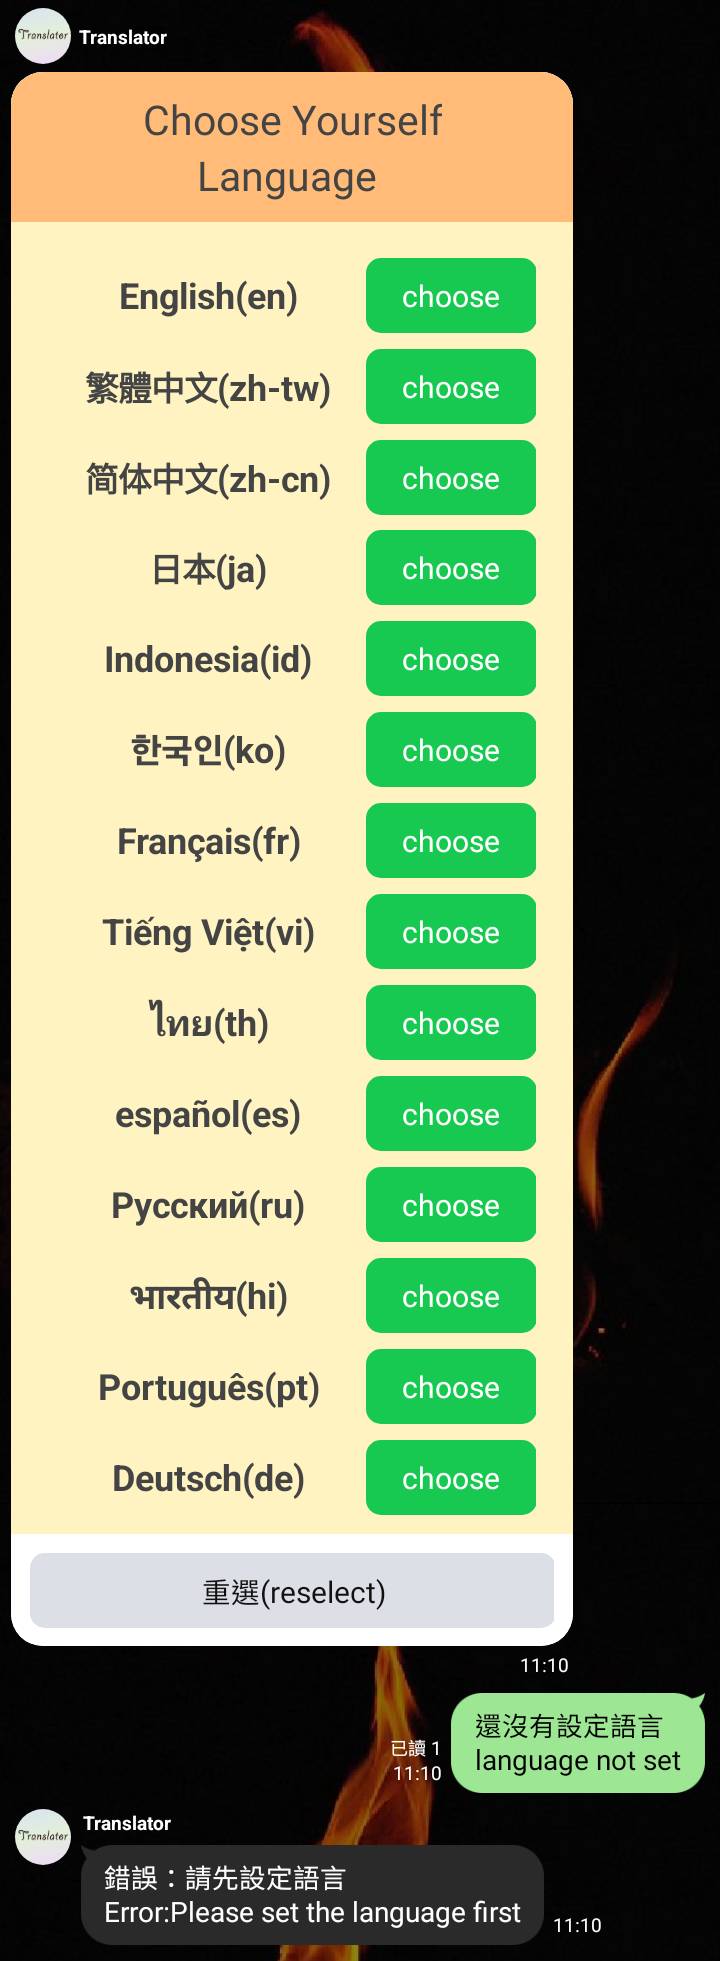 Translator
Translator
Choose Yourself
Language
English(en)
choose
繁體中文(zh-tw)
choose
简体中文(zh-cn)
choose
日本(ja)
choose
Indonesia(id)
choose
한국인(ko)
choose
Français(fr)
choose
Tiếng Việt(vi)
choose
ไทย(th)
choose
español(es)
choose
Русский(ru)
choose
भारतीय(hi)
choose
Português(pt)
choose
Deutsch(de)
choose
重選(reselect)
11:10
還沒有設定語言
language not set
已讀 1
11:10
Translator
Translator
錯誤：請先設定語言
Error:Please set the language first
11:10